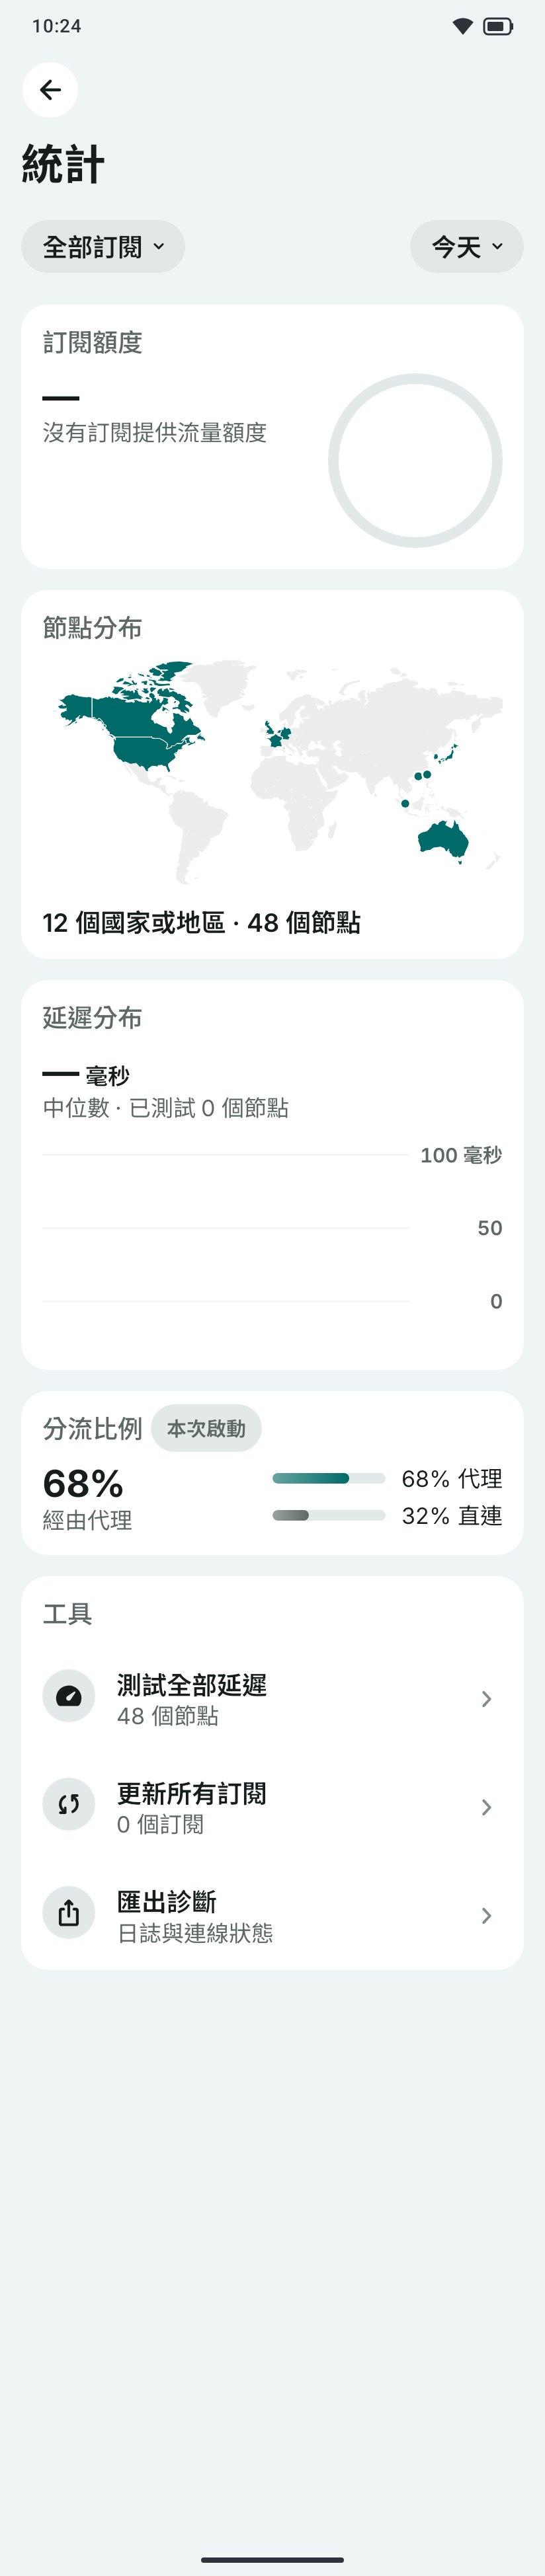 10:24
統計
全部訂閱
今天
訂閱額度
—
沒有訂閱提供流量額度
節點分布
12 個國家或地區 · 48 個節點
延遲分布
— 毫秒
中位數 · 已測試 0 個節點
100 毫秒
50
0
分流比例
本次啟動
68%
經由代理
68% 代理
32% 直連
工具
測試全部延遲
48 個節點
更新所有訂閱
0 個訂閱
匯出診斷
日誌與連線狀態